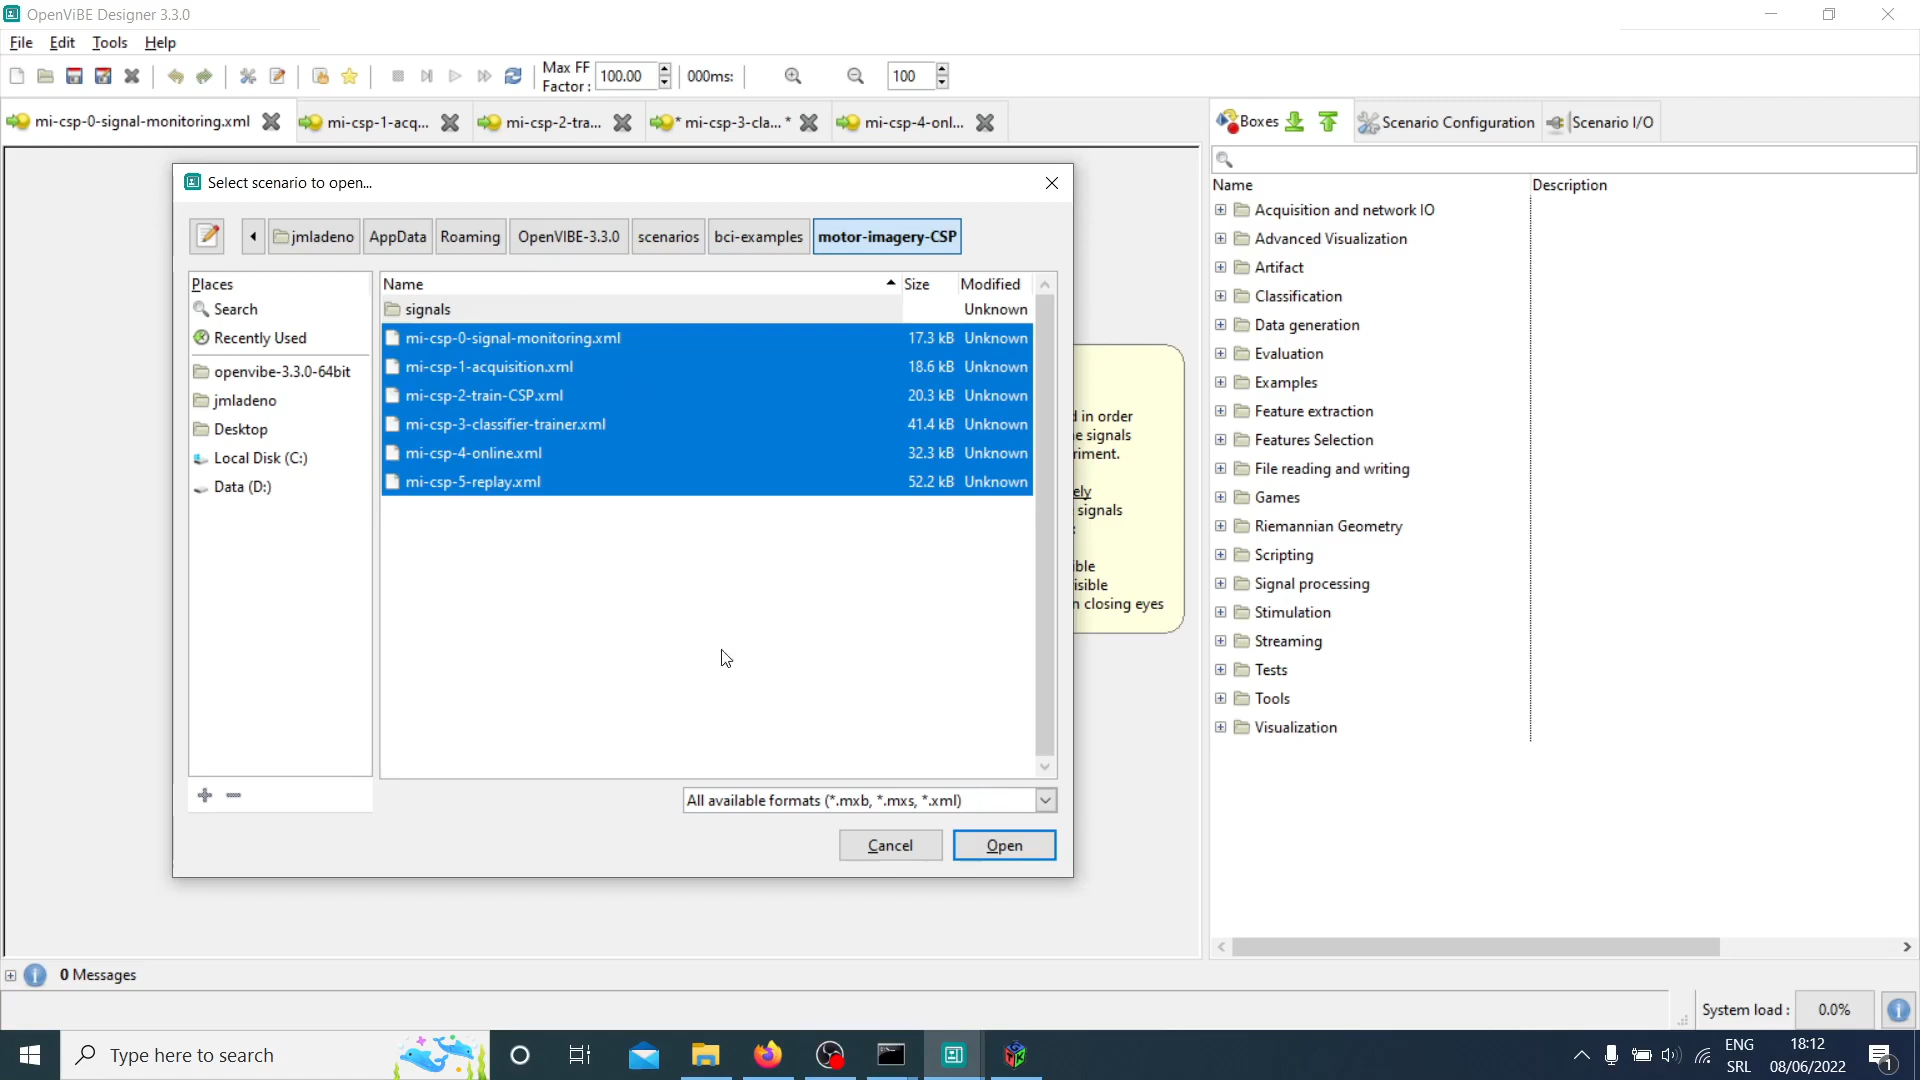 OpenViBE Designer 3.3.0
File Edit Tools Help
Max FF Factor : 100.00 000ms: 100
mi-csp-0-signal-monitoring.xml mi-csp-1-acq... mi-csp-2-tra... * mi-csp-3-cla... * mi-csp-4-onl...
Boxes Scenario Configuration Scenario I/O
Select scenario to open...
jmladeno AppData Roaming OpenVIBE-3.3.0 scenarios bci-examples motor-imagery-CSP
Places
Search
Recently Used
openvibe-3.3.0-64bit
jmladeno
Desktop
Local Disk (C:)
Data (D:)
Name Size Modified
signals Unknown
mi-csp-0-signal-monitoring.xml 17.3 kB Unknown
mi-csp-1-acquisition.xml 18.6 kB Unknown
mi-csp-2-train-CSP.xml 20.3 kB Unknown
mi-csp-3-classifier-trainer.xml 41.4 kB Unknown
mi-csp-4-online.xml 32.3 kB Unknown
mi-csp-5-replay.xml 52.2 kB Unknown
All available formats (*.mxb, *.mxs, *.xml)
Cancel Open
in order
signals
signals
closing eyes
Name Description
Acquisition and network IO
Advanced Visualization
Artifact
Classification
Data generation
Evaluation
Examples
Feature extraction
Features Selection
File reading and writing
Games
Riemannian Geometry
Scripting
Signal processing
Stimulation
Streaming
Tests
Tools
Visualization
0 Messages
System load : 0.0%
Type here to search
ENG
SRL
18:12
08/06/2022
1